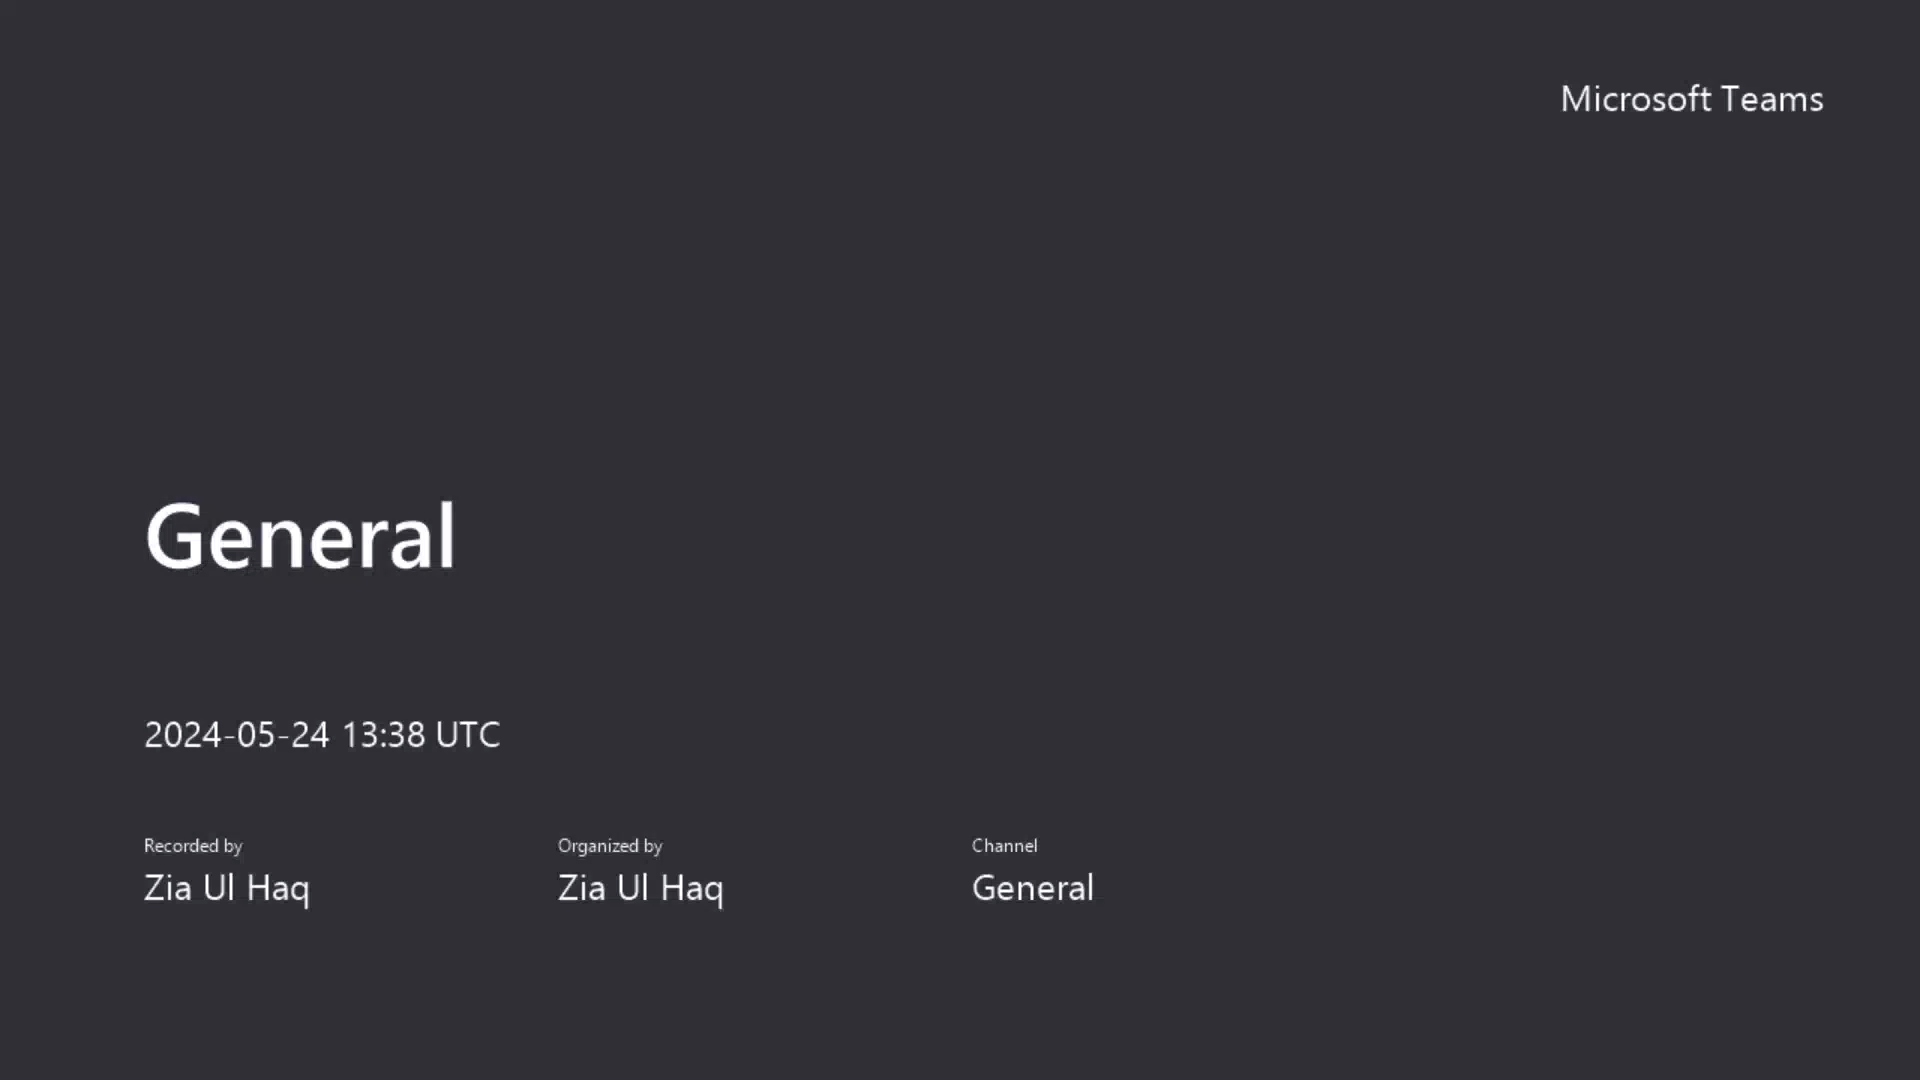 Microsoft Teams
General
2024-05-24 13:38 UTC
Recorded by
Zia Ul Haq
Organized by
Zia Ul Haq
Channel
General